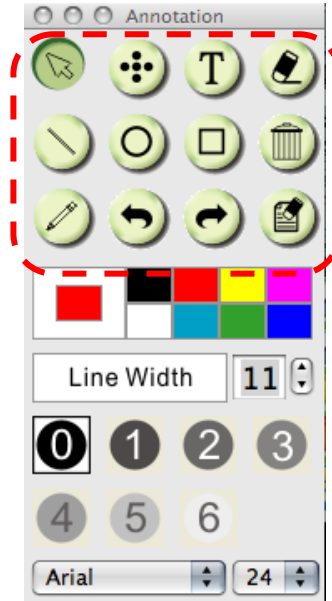 Annotation
T
Line Width 11
0 1 2 3
4 5 6
Arial 24